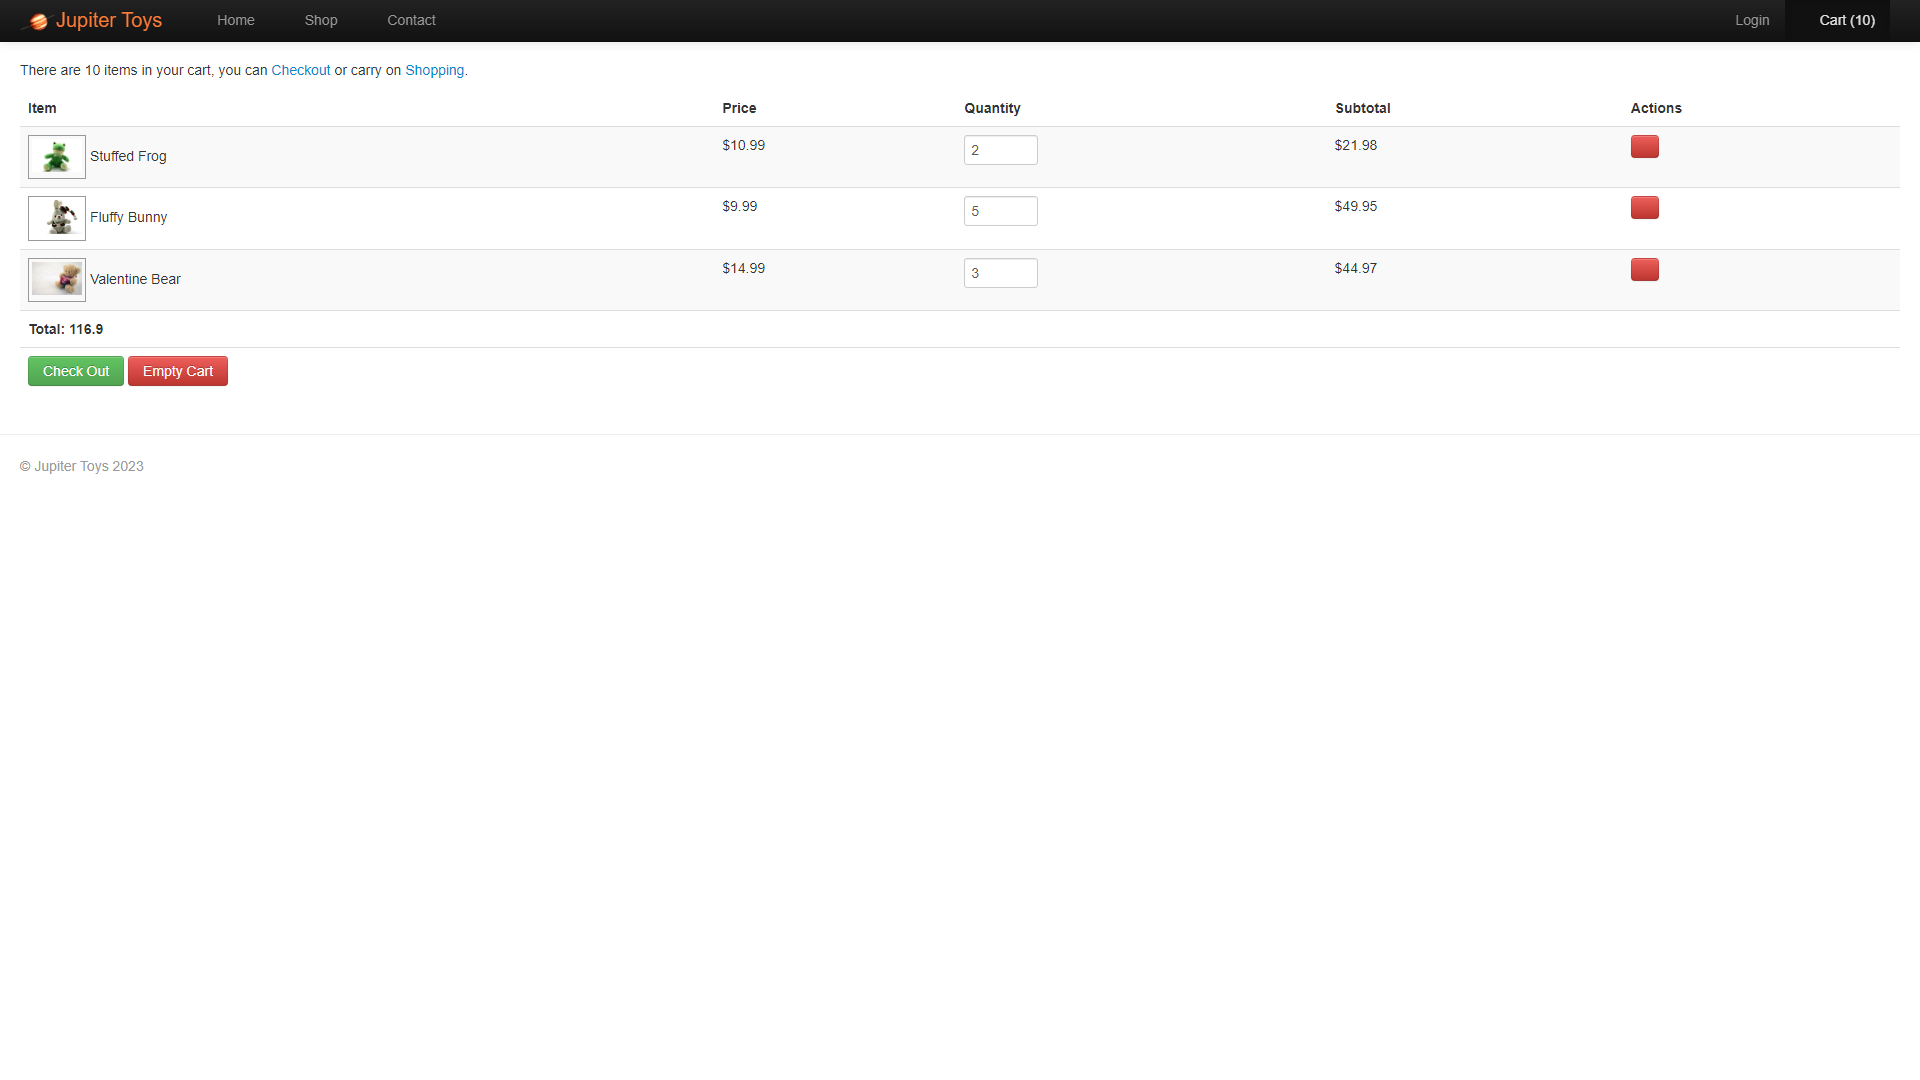 Jupiter Toys Home Shop Contact Login Cart (10)
There are 10 items in your cart, you can Checkout or carry on Shopping.
Item Price Quantity Subtotal Actions
Stuffed Frog $10.99 2 $21.98
Fluffy Bunny $9.99 5 $49.95
Valentine Bear $14.99 3 $44.97
Total: 116.9
Check Out Empty Cart
© Jupiter Toys 2023